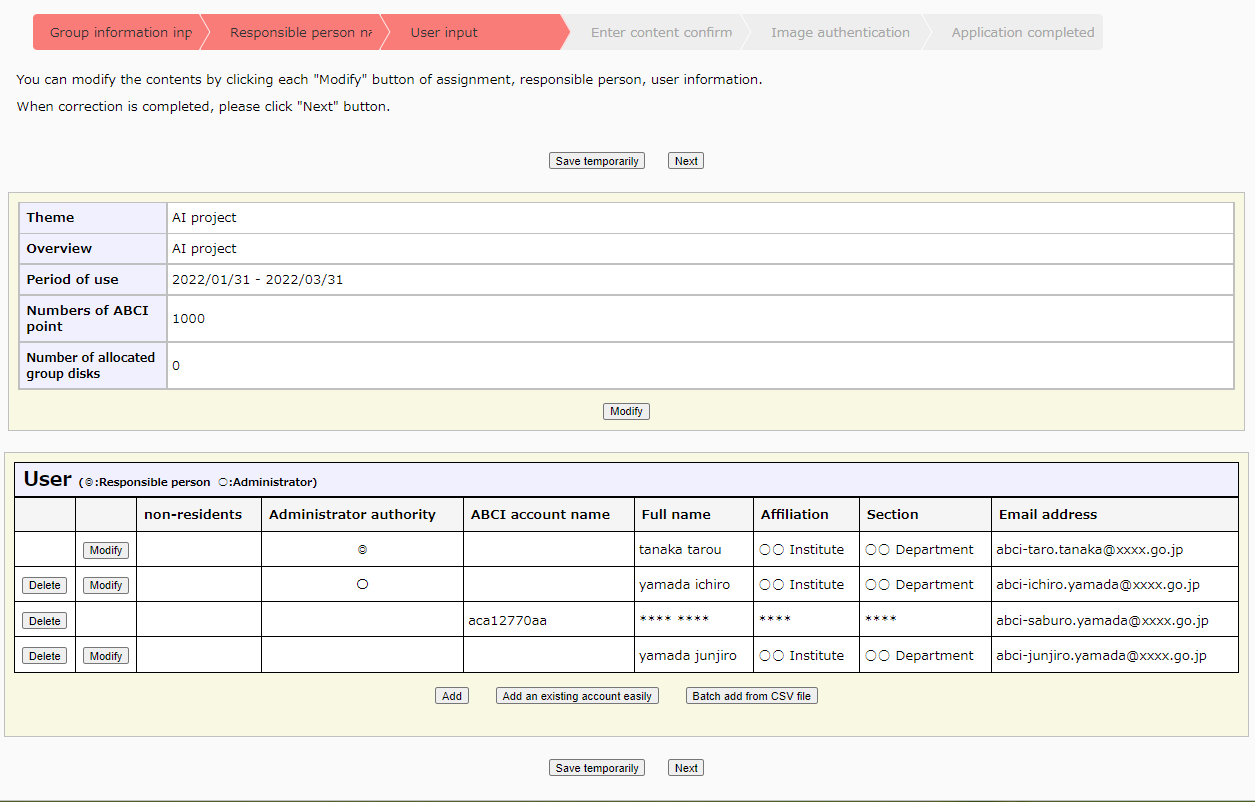 Group information inp Responsible person na User input Enter content confirm Image authentication Application completed
You can modify the contents by clicking each "Modify" button of assignment, responsible person, user information.
When correction is completed, please click "Next" button.
Save temporarily Next
Theme AI project
Overview AI project
Period of use 2022/01/31 - 2022/03/31
Numbers of ABCI
point 1000
Number of allocated
group disks 0
Modify
User (◎:Responsible person ○:Administrator)
non-residents Administrator authority ABCI account name Full name Affiliation Section Email address
Modify ◎ tanaka tarou ○○ Institute ○○ Department abci-taro.tanaka@xxxx.go.jp
Delete Modify ○ yamada ichiro ○○ Institute ○○ Department abci-ichiro.yamada@xxxx.go.jp
Delete aca12770aa **** **** **** **** abci-saburo.yamada@xxxx.go.jp
Delete Modify yamada junjiro ○○ Institute ○○ Department abci-junjiro.yamada@xxxx.go.jp
Add Add an existing account easily Batch add from CSV file
Save temporarily Next